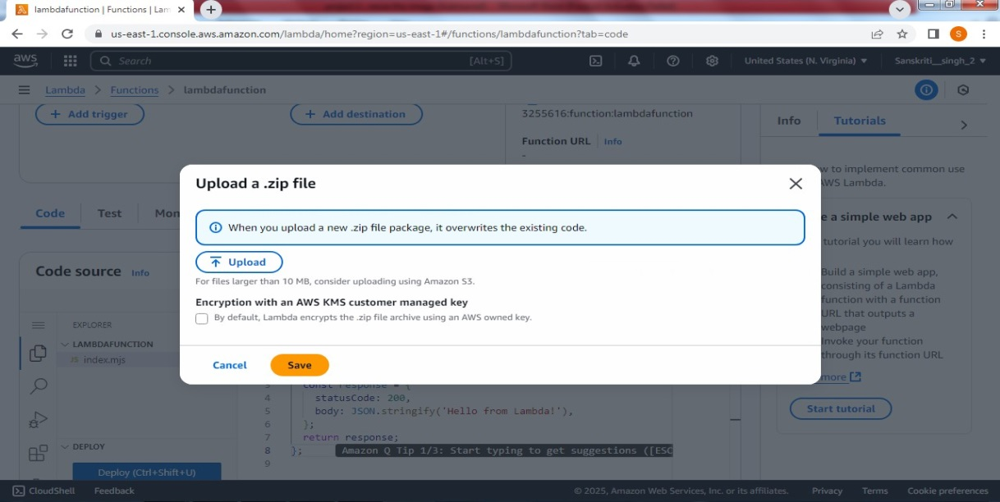 lambdafunction | Functions | Lam
us-east-1.console.aws.amazon.com/lambda/home?region=us-east-1#/functions/lambdafunction?tab=code
S
aws
Search
[Alt+S]
United States (N. Virginia)
Sanskriti__singh_2
Lambda > Functions > lambdafunction
+ Add trigger
+ Add destination
3255616:function:lambdafunction
Function URL Info
-
Info
Tutorials
w to implement common use
AWS Lambda.
Upload a .zip file
When you upload a new .zip file package, it overwrites the existing code.
Upload
For files larger than 10 MB, consider uploading using Amazon S3.
Encryption with an AWS KMS customer managed key
By default, Lambda encrypts the .zip file archive using an AWS owned key.
Cancel
Save
Code
Test
Mon
Code source Info
EXPLORER
LAMBDAFUNCTION
JS index.mjs
DEPLOY
Deploy (Ctrl+Shift+U)
3 const response = {
4 statusCode: 200,
5 body: JSON.stringify('Hello from Lambda!'),
6 };
7 return response;
8 }; Amazon Q Tip 1/3: Start typing to get suggestions ([ESC
9
e a simple web app
tutorial you will learn how
Build a simple web app,
consisting of a Lambda
function with a function
URL that outputs a
webpage
Invoke your function
through its function URL
more
Start tutorial
CloudShell
Feedback
© 2025, Amazon Web Services, Inc. or its affiliates.
Privacy
Terms
Cookie preferences